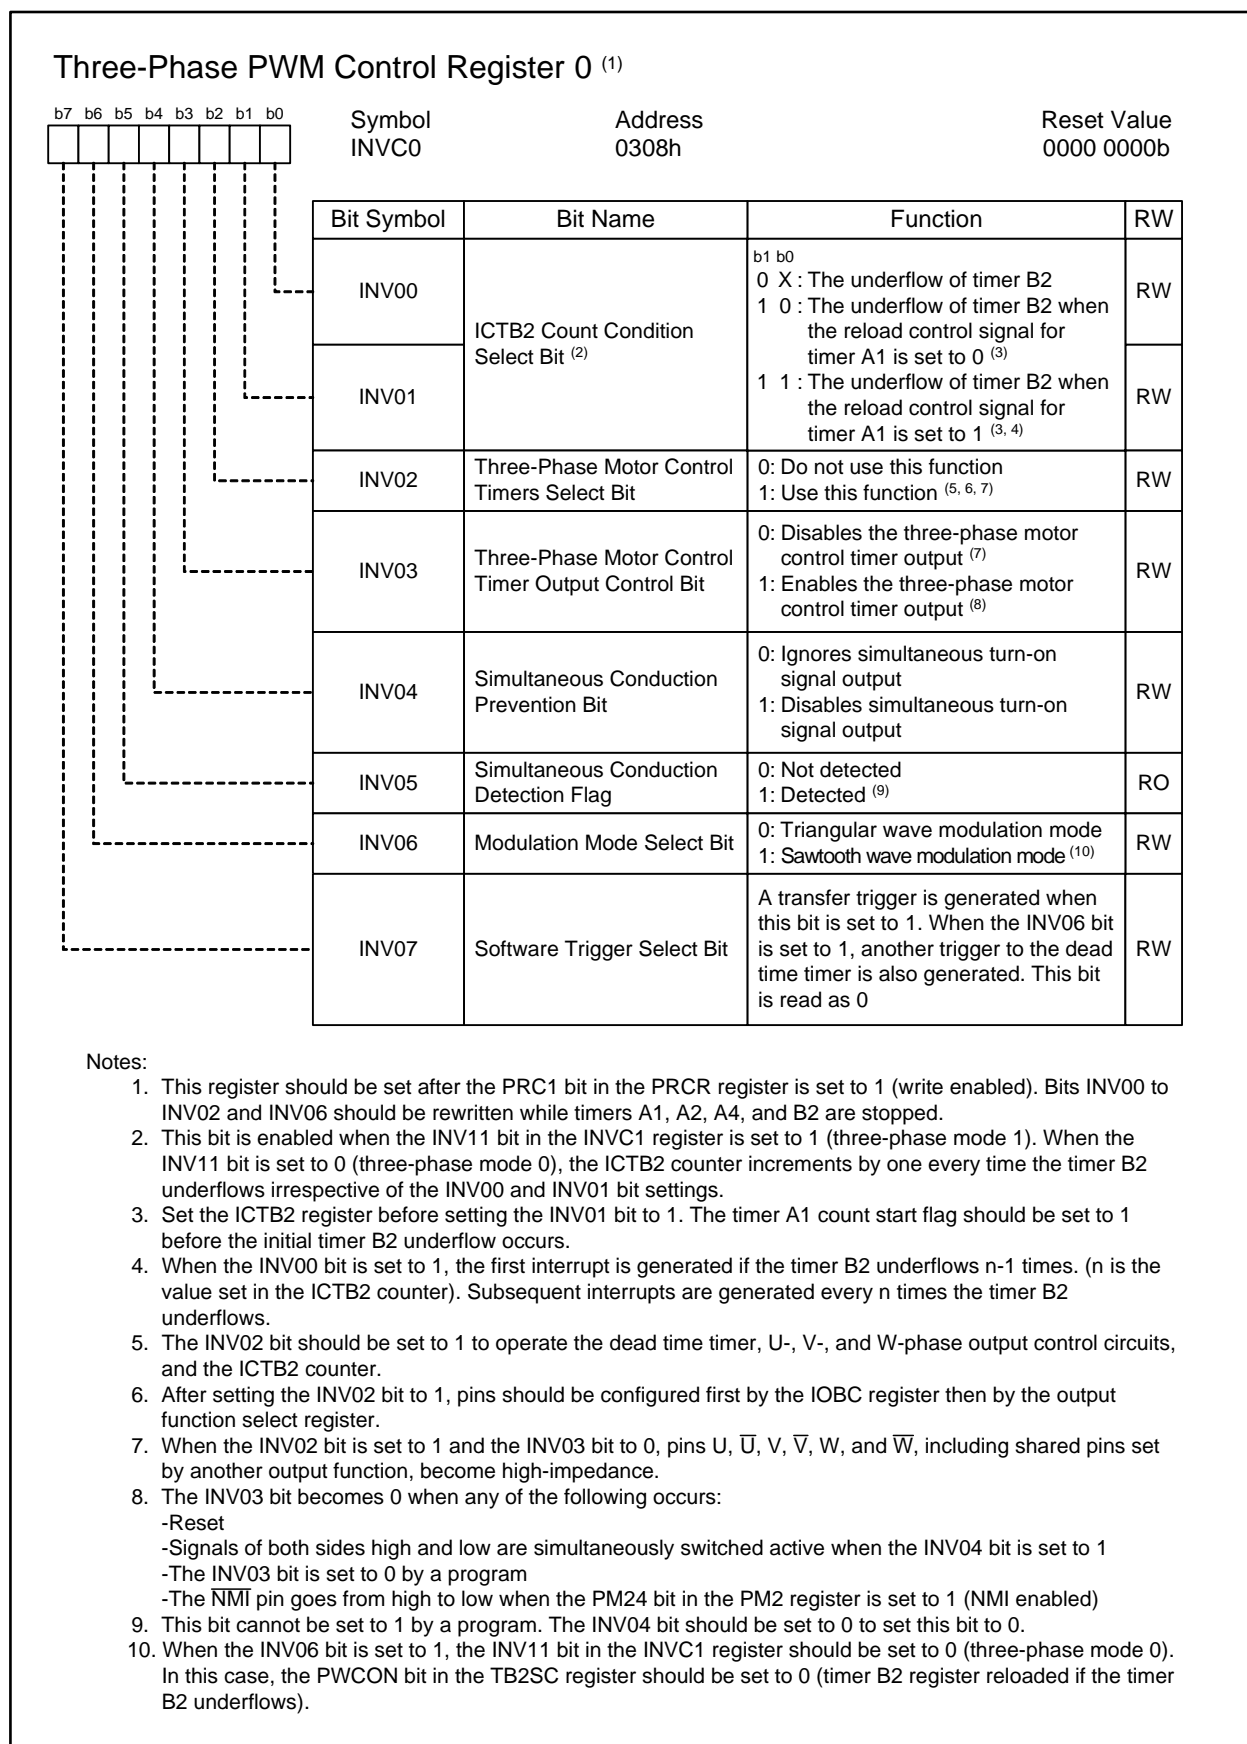 Three-Phase PWM Control Register 0 (1)
b7 b6 b5 b4 b3 b2 b1 b0
Symbol Address Reset Value
INVC0 0308h 0000 0000b
Bit Symbol Bit Name Function RW
INV00
ICTB2 Count Condition
Select Bit (2)
b1 b0
0 X : The underflow of timer B2
1 0 : The underflow of timer B2 when
the reload control signal for
timer A1 is set to 0 (3)
1 1 : The underflow of timer B2 when
the reload control signal for
timer A1 is set to 1 (3, 4)
RW
INV01
RW
INV02
Three-Phase Motor Control
Timers Select Bit
0: Do not use this function
1: Use this function (5, 6, 7)
RW
INV03
Three-Phase Motor Control
Timer Output Control Bit
0: Disables the three-phase motor
control timer output (7)
1: Enables the three-phase motor
control timer output (8)
RW
INV04
Simultaneous Conduction
Prevention Bit
0: Ignores simultaneous turn-on
signal output
1: Disables simultaneous turn-on
signal output
RW
INV05
Simultaneous Conduction
Detection Flag
0: Not detected
1: Detected (9)
RO
INV06
Modulation Mode Select Bit
0: Triangular wave modulation mode
1: Sawtooth wave modulation mode (10)
RW
INV07
Software Trigger Select Bit
A transfer trigger is generated when
this bit is set to 1. When the INV06 bit
is set to 1, another trigger to the dead
time timer is also generated. This bit
is read as 0
RW
Notes:
1. This register should be set after the PRC1 bit in the PRCR register is set to 1 (write enabled). Bits INV00 to
INV02 and INV06 should be rewritten while timers A1, A2, A4, and B2 are stopped.
2. This bit is enabled when the INV11 bit in the INVC1 register is set to 1 (three-phase mode 1). When the
INV11 bit is set to 0 (three-phase mode 0), the ICTB2 counter increments by one every time the timer B2
underflows irrespective of the INV00 and INV01 bit settings.
3. Set the ICTB2 register before setting the INV01 bit to 1. The timer A1 count start flag should be set to 1
before the initial timer B2 underflow occurs.
4. When the INV00 bit is set to 1, the first interrupt is generated if the timer B2 underflows n-1 times. (n is the
value set in the ICTB2 counter). Subsequent interrupts are generated every n times the timer B2
underflows.
5. The INV02 bit should be set to 1 to operate the dead time timer, U-, V-, and W-phase output control circuits,
and the ICTB2 counter.
6. After setting the INV02 bit to 1, pins should be configured first by the IOBC register then by the output
function select register.
7. When the INV02 bit is set to 1 and the INV03 bit to 0, pins U, U̅, V, V̅, W, and W̅, including shared pins set
by another output function, become high-impedance.
8. The INV03 bit becomes 0 when any of the following occurs:
-Reset
-Signals of both sides high and low are simultaneously switched active when the INV04 bit is set to 1
-The INV03 bit is set to 0 by a program
-The N̅M̅I̅ pin goes from high to low when the PM24 bit in the PM2 register is set to 1 (NMI enabled)
9. This bit cannot be set to 1 by a program. The INV04 bit should be set to 0 to set this bit to 0.
10. When the INV06 bit is set to 1, the INV11 bit in the INVC1 register should be set to 0 (three-phase mode 0).
In this case, the PWCON bit in the TB2SC register should be set to 0 (timer B2 register reloaded if the timer
B2 underflows).